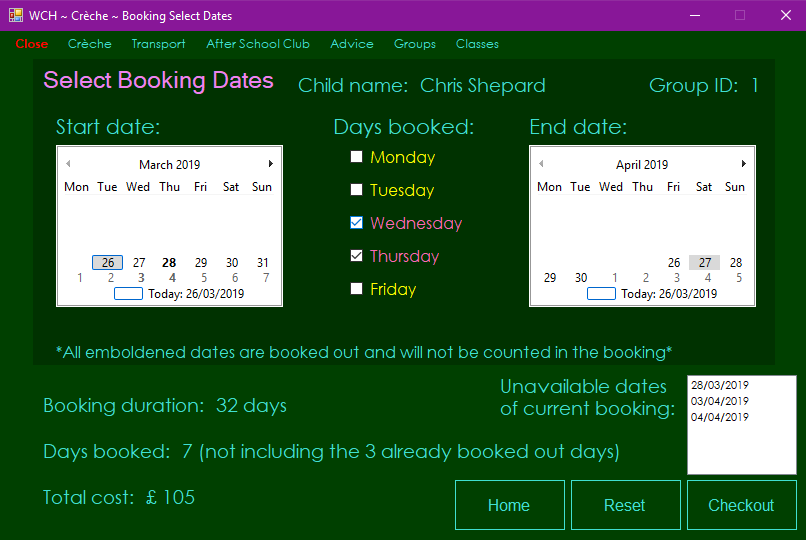 WCH ~ Crèche ~ Booking Select Dates
Close Crèche Transport After School Club Advice Groups Classes
Select Booking Dates Child name: Chris Shepard Group ID: 1
Start date: Days booked: End date:
March 2019
Mon Tue Wed Thu Fri Sat Sun
26 27 28 29 30 31
1 2 3 4 5 6 7
Today: 26/03/2019
Monday
Tuesday
Wednesday
Thursday
Friday
April 2019
Mon Tue Wed Thu Fri Sat Sun
26 27 28
29 30 1 2 3 4 5
Today: 26/03/2019
*All emboldened dates are booked out and will not be counted in the booking*
Booking duration: 32 days
Days booked: 7 (not including the 3 already booked out days)
Total cost: £ 105
Unavailable dates
of current booking:
28/03/2019
03/04/2019
04/04/2019
Home Reset Checkout